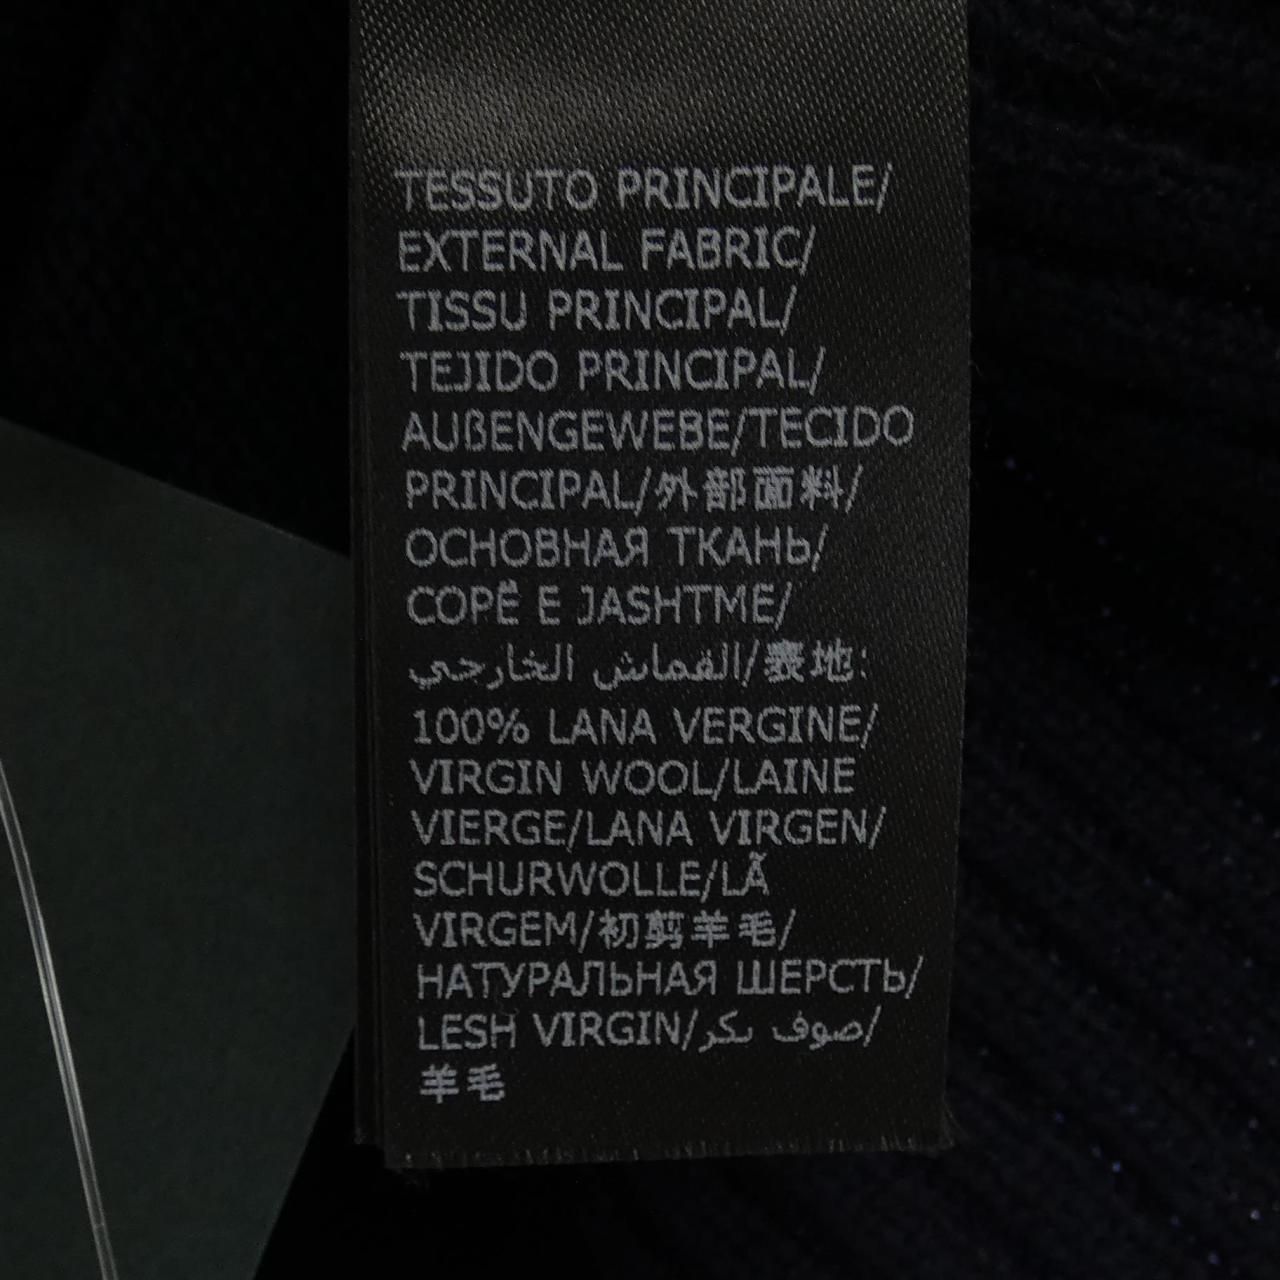 TESSUTO PRINCIPALE/
EXTERNAL FABRIC/
TISSU PRINCIPAL/
TEJIDO PRINCIPAL/
AUßENGEWEBE/TECIDO
PRINCIPAL/外部面料/
ОСНОВНАЯ ТКАНЬ/
COPË E JASHTME/
القماش الخارجي/表地:
100% LANA VERGINE/
VIRGIN WOOL/LAINE
VIERGE/LANA VIRGEN/
SCHURWOLLE/LÃ
VIRGEM/初剪羊毛/
НАТУРАЛЬНАЯ ШЕРСТЬ/
LESH VIRGIN/صوف بكر/
羊毛